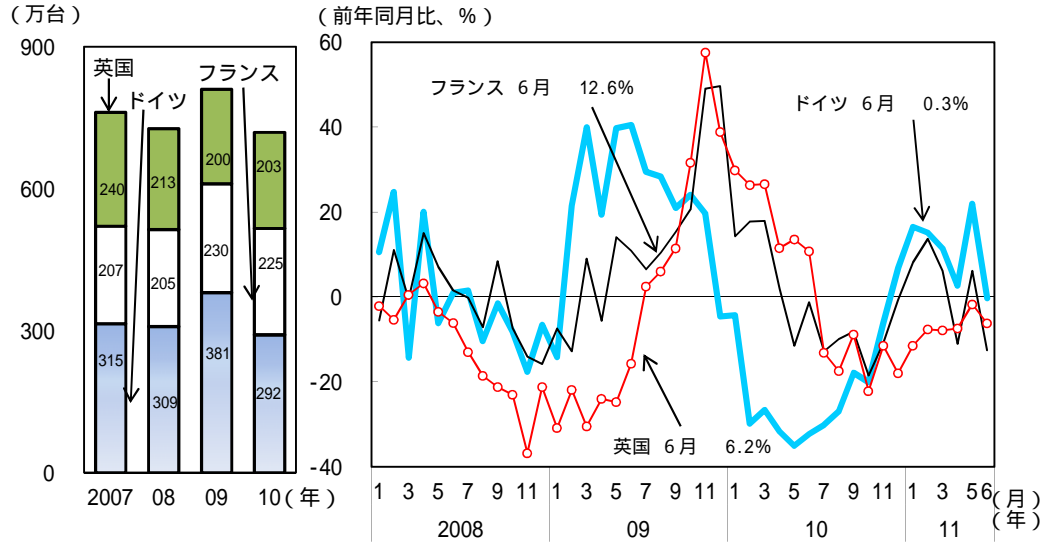 （万台）
900
600
300
0
英国
ドイツ
フランス
240
213
200
203
207
205
230
225
315
309
381
292
2007 08 09 10（年）
（前年同月比、％）
60
40
20
0
-20
-40
フランス 6月 12.6%
ドイツ 6月 0.3%
英国 6月 6.2%
1 3 5 7 9 11 1 3 5 7 9 11 1 3 5 7 9 11 1 3 5 6（月）
2008 09 10 11（年）